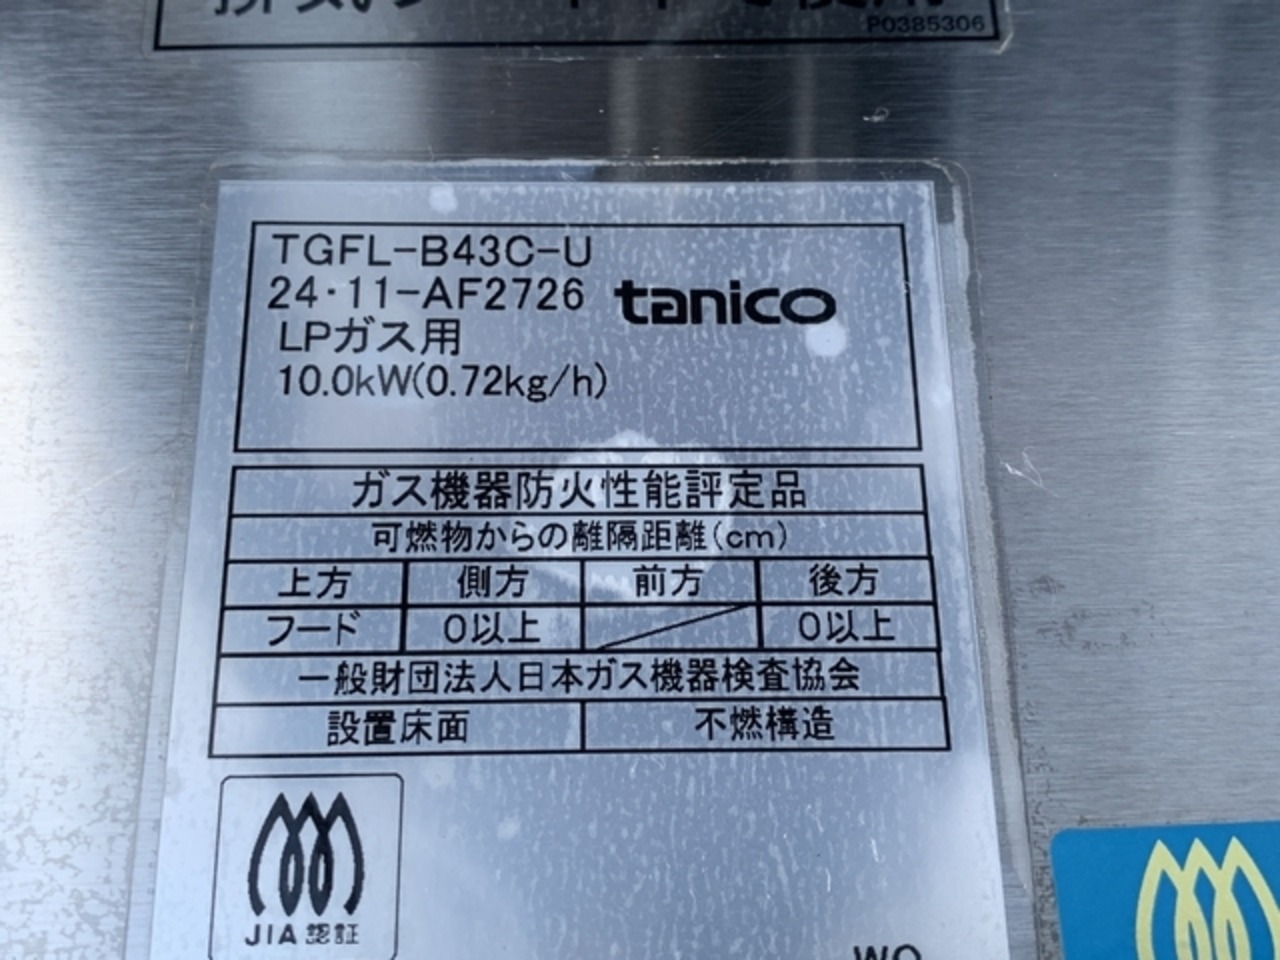 P0385306
TGFL-B43C-U
24・11-AF2726
tanico
LPガス用
10.0kW(0.72kg/h)
ガス機器防火性能評定品
可燃物からの離隔距離(cm)
上方 側方 前方 後方
フード 0以上 0以上
一般財団法人日本ガス機器検査協会
設置床面 不燃構造
JIA 認証